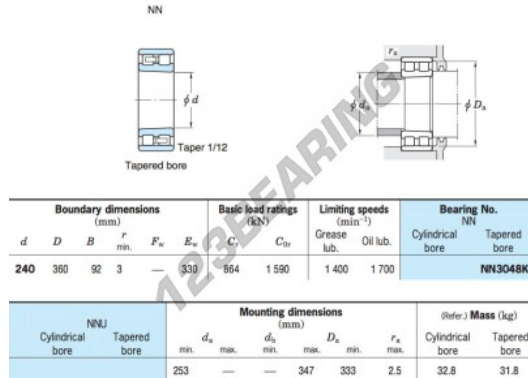 NN
φ d
Taper 1/12
Tapered bore
rₐ
φ dₐ
φ Dₐ
123BEARING
Boundary dimensions
(mm)
Basic load ratings
(kN)
Limiting speeds
(min⁻¹)
Bearing No.
NN
d D B r min. Fw Ew Cr C0r Grease lub. Oil lub. Cylindrical bore Tapered bore
240 360 92 3 — 330 864 1 590 1 400 1 700 NN3048K
NNU
Cylindrical bore Tapered bore
Mounting dimensions
(mm)
(Refer.) Mass (kg)
dₐ db Dₐ rₐ Cylindrical bore Tapered bore
min. max. min. max. min. max.
253 — — 347 333 2.5 32.8 31.8